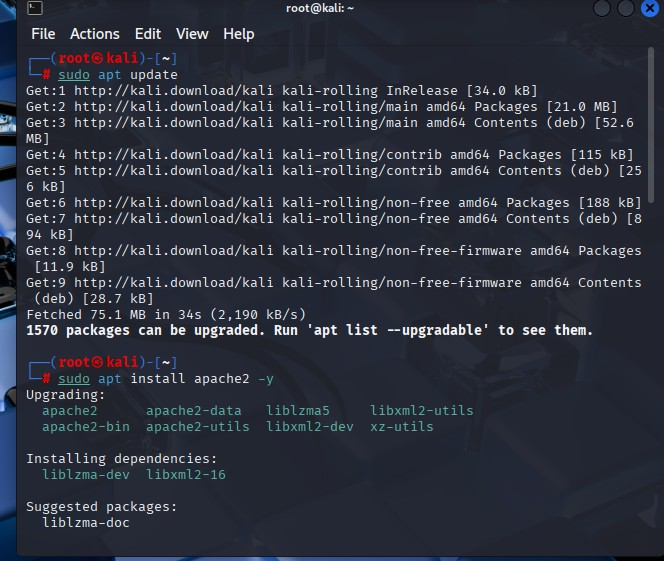 root@kali: ~
File Actions Edit View Help
┌──(root㉿kali)-[~]
└─# sudo apt update
Get:1 http://kali.download/kali kali-rolling InRelease [34.0 kB]
Get:2 http://kali.download/kali kali-rolling/main amd64 Packages [21.0 MB]
Get:3 http://kali.download/kali kali-rolling/main amd64 Contents (deb) [52.6
MB]
Get:4 http://kali.download/kali kali-rolling/contrib amd64 Packages [115 kB]
Get:5 http://kali.download/kali kali-rolling/contrib amd64 Contents (deb) [25
6 kB]
Get:6 http://kali.download/kali kali-rolling/non-free amd64 Packages [188 kB]
Get:7 http://kali.download/kali kali-rolling/non-free amd64 Contents (deb) [8
94 kB]
Get:8 http://kali.download/kali kali-rolling/non-free-firmware amd64 Packages
[11.9 kB]
Get:9 http://kali.download/kali kali-rolling/non-free-firmware amd64 Contents
(deb) [28.7 kB]
Fetched 75.1 MB in 34s (2,190 kB/s)
1570 packages can be upgraded. Run 'apt list --upgradable' to see them.
┌──(root㉿kali)-[~]
└─# sudo apt install apache2 -y
Upgrading:
apache2 apache2-data liblzma5 libxml2-utils
apache2-bin apache2-utils libxml2-dev xz-utils
Installing dependencies:
liblzma-dev libxml2-16
Suggested packages:
liblzma-doc